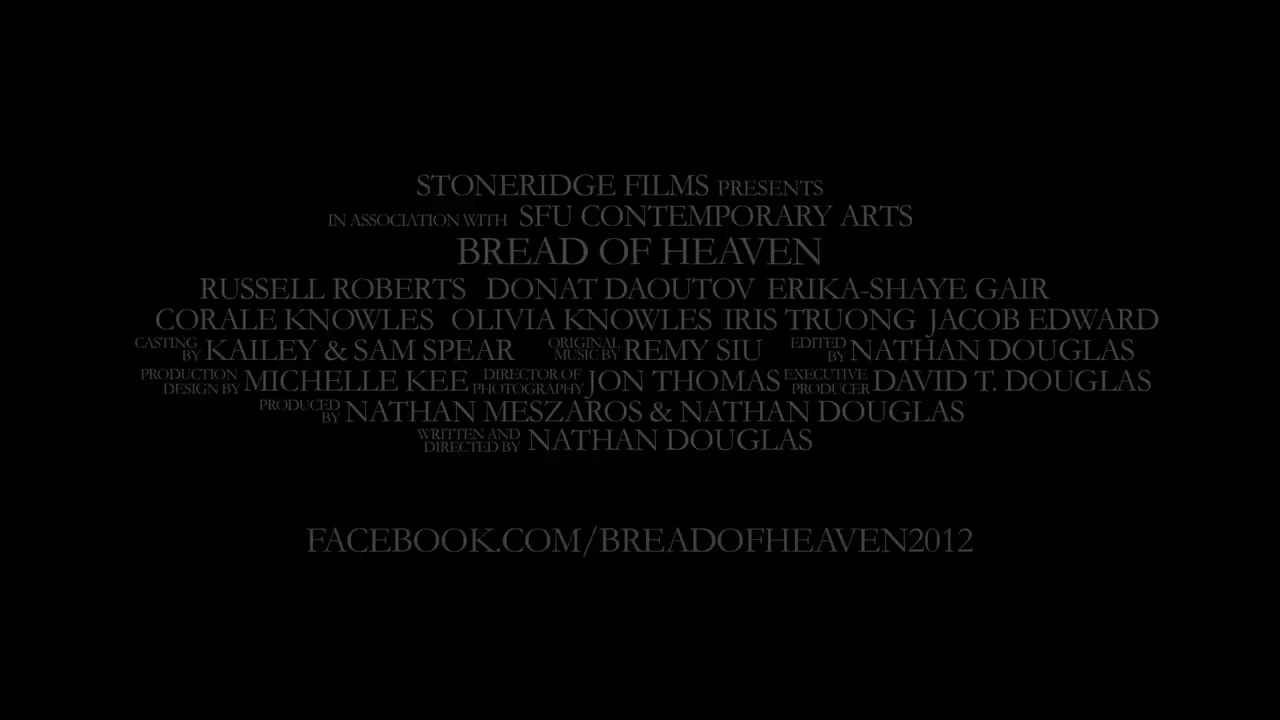 STONERIDGE FILMS PRESENTS
IN ASSOCIATION WITH SFU CONTEMPORARY ARTS
BREAD OF HEAVEN
RUSSELL ROBERTS DONAT DAOUTOV ERIKA-SHAYE GAIR
CORALE KNOWLES OLIVIA KNOWLES IRIS TRUONG JACOB EDWARD
CASTING BY KAILEY & SAM SPEAR ORIGINAL MUSIC BY REMY SIU EDITED BY NATHAN DOUGLAS
PRODUCTION DESIGN BY MICHELLE KEE DIRECTOR OF PHOTOGRAPHY JON THOMAS EXECUTIVE PRODUCER DAVID T. DOUGLAS
PRODUCED BY NATHAN MESZAROS & NATHAN DOUGLAS
WRITTEN AND DIRECTED BY NATHAN DOUGLAS
FACEBOOK.COM/BREADOFHEAVEN2012